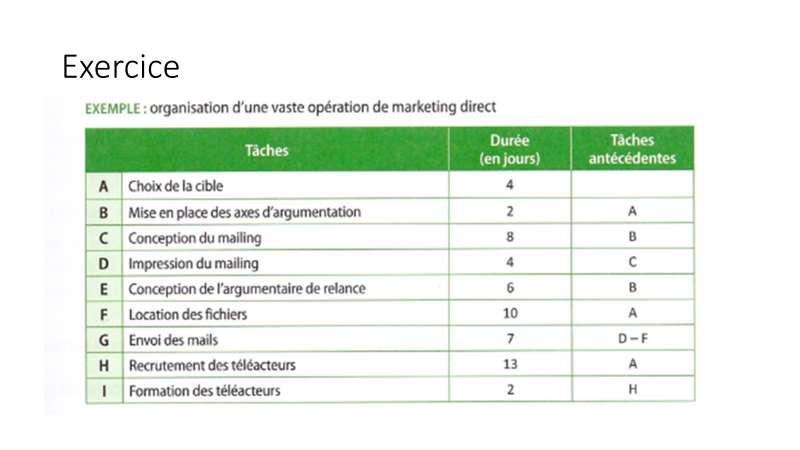 Exercice
EXEMPLE : organisation d'une vaste opération de marketing direct
Tâches Durée (en jours) Tâches antécédentes
A Choix de la cible 4
B Mise en place des axes d'argumentation 2 A
C Conception du mailing 8 B
D Impression du mailing 4 C
E Conception de l'argumentaire de relance 6 B
F Location des fichiers 10 A
G Envoi des mails 7 D – F
H Recrutement des téléacteurs 13 A
I Formation des téléacteurs 2 H